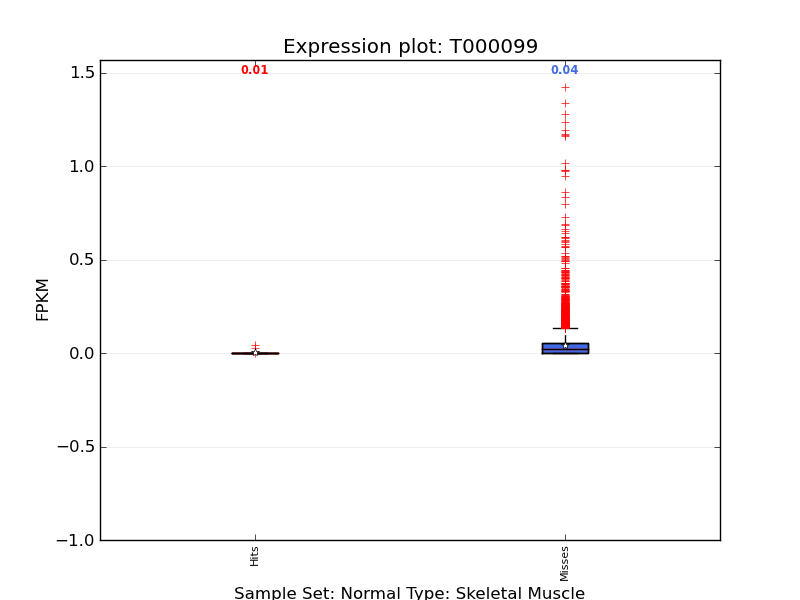 Expression plot: T000099
0.01
0.04
1.5
1.0
0.5
0.0
−0.5
−1.0
FPKM
Hits
Misses
Sample Set: Normal Type: Skeletal Muscle